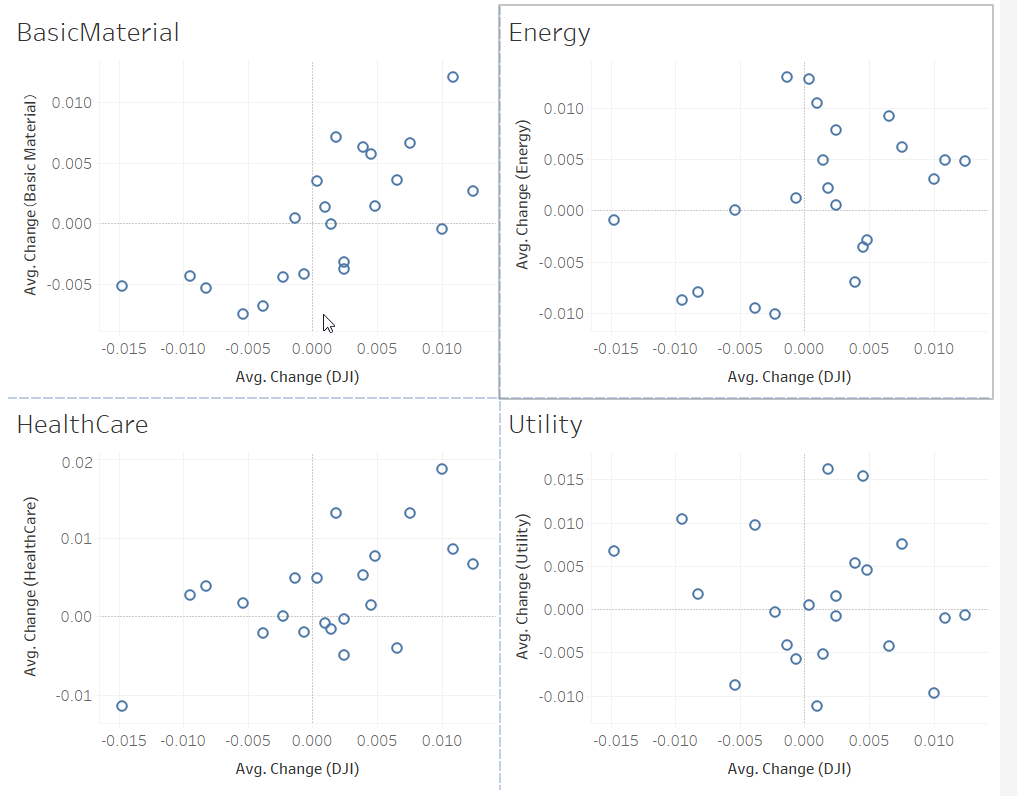 BasicMaterial
Avg. Change (Basic Material)
0.010
0.005
0.000
-0.005
-0.015 -0.010 -0.005 0.000 0.005 0.010
Avg. Change (DJI)
Energy
Avg. Change (Energy)
0.010
0.005
0.000
-0.005
-0.010
-0.015 -0.010 -0.005 0.000 0.005 0.010
Avg. Change (DJI)
HealthCare
Avg. Change (HealthCare)
0.02
0.01
0.00
-0.01
-0.015 -0.010 -0.005 0.000 0.005 0.010
Avg. Change (DJI)
Utility
Avg. Change (Utility)
0.015
0.010
0.005
0.000
-0.005
-0.010
-0.015 -0.010 -0.005 0.000 0.005 0.010
Avg. Change (DJI)